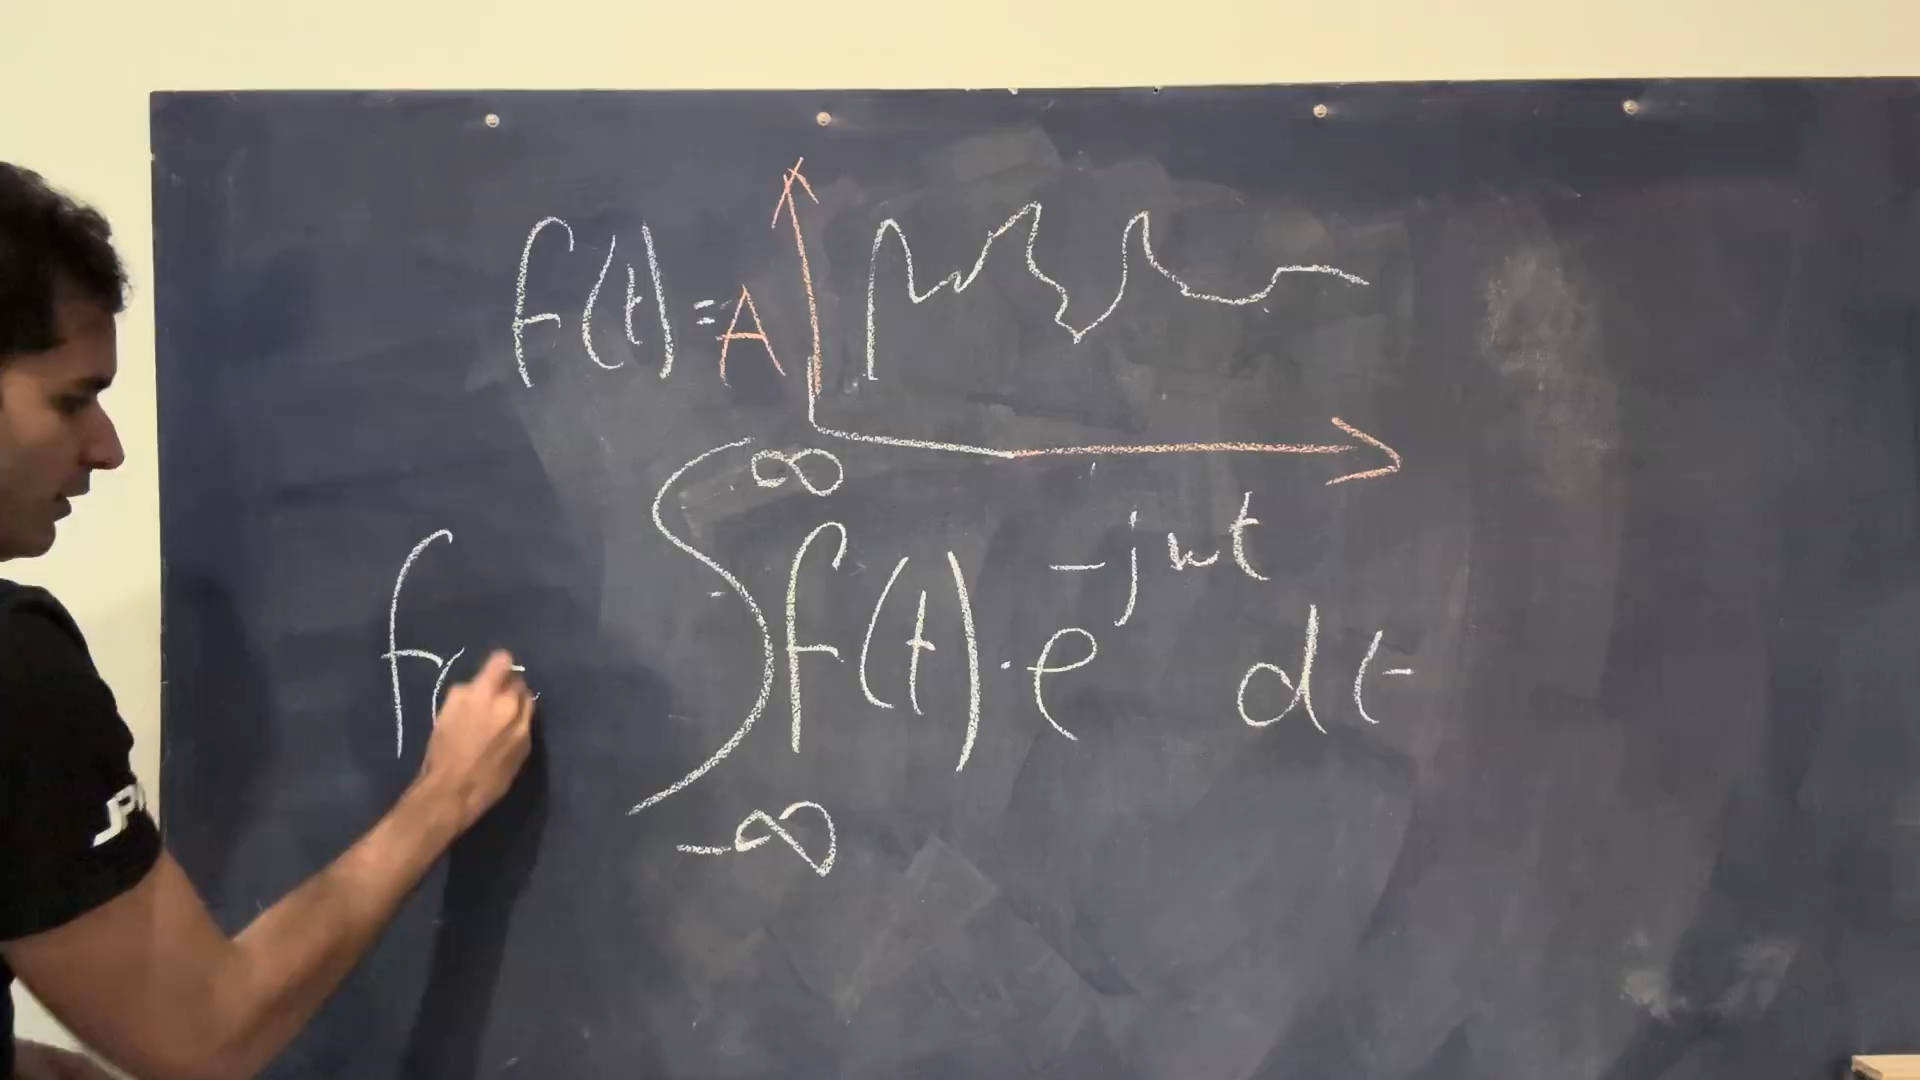 f(t) = A
∞
∫ f(t) · e^{-jωt} dt
-∞